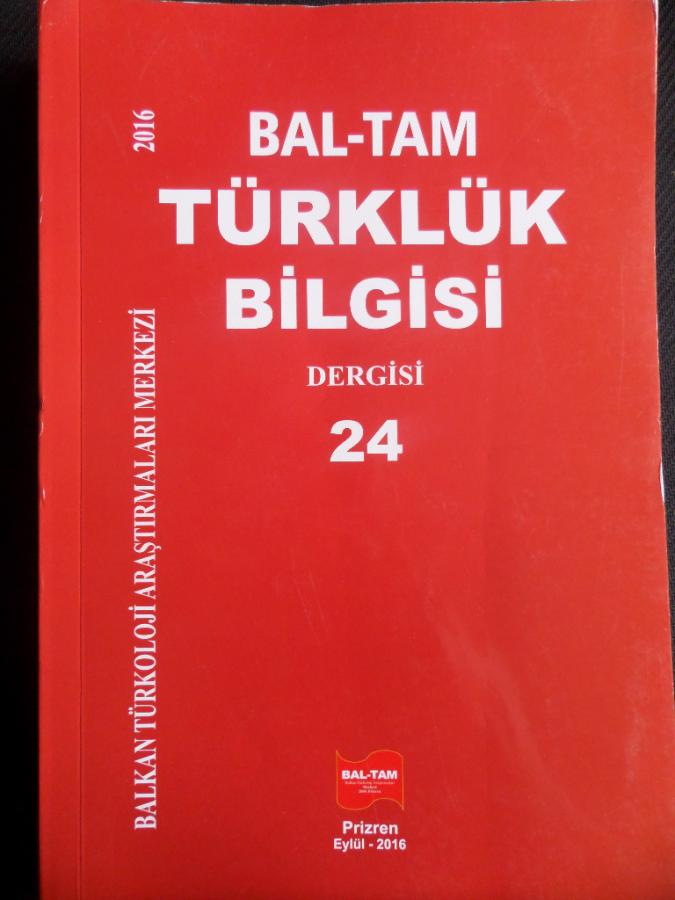 2016
BALKAN TÜRKOLOJİ ARAŞTIRMALARI MERKEZİ
BAL-TAM
TÜRKLÜK
BİLGİSİ
DERGİSİ
24
BAL-TAM
Prizren
Eylül - 2016